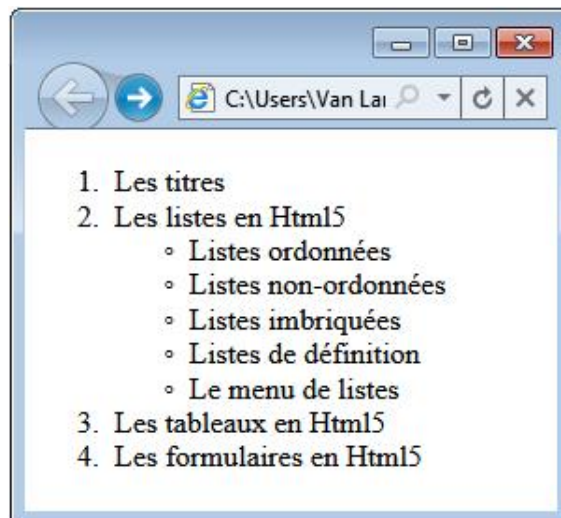 C:\Users\Van Lau
1. Les titres
2. Les listes en Html5
◦ Listes ordonnées
◦ Listes non-ordonnées
◦ Listes imbriquées
◦ Listes de définition
◦ Le menu de listes
3. Les tableaux en Html5
4. Les formulaires en Html5